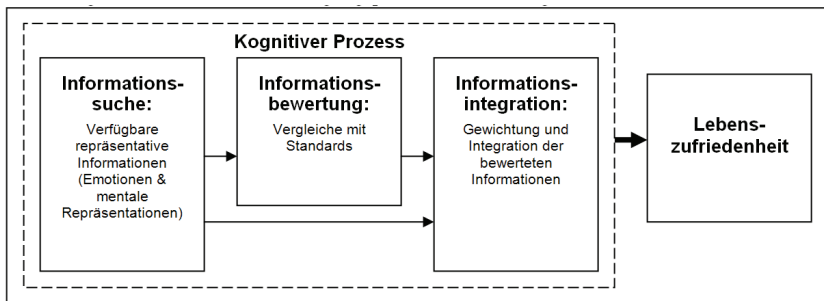 Kognitiver Prozess
Informations-
suche:
Verfügbare
repräsentative
Informationen
(Emotionen &
mentale
Repräsentationen)
Informations-
bewertung:
Vergleiche mit
Standards
Informations-
integration:
Gewichtung und
Integration der
bewerteten
Informationen
Lebens-
zufriedenheit